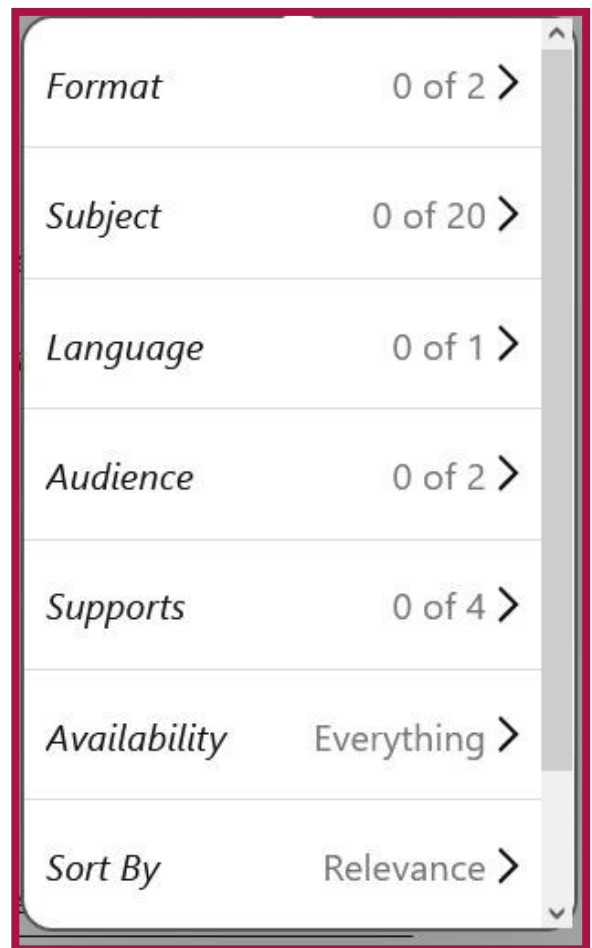 Format 0 of 2
Subject 0 of 20
Language 0 of 1
Audience 0 of 2
Supports 0 of 4
Availability Everything
Sort By Relevance